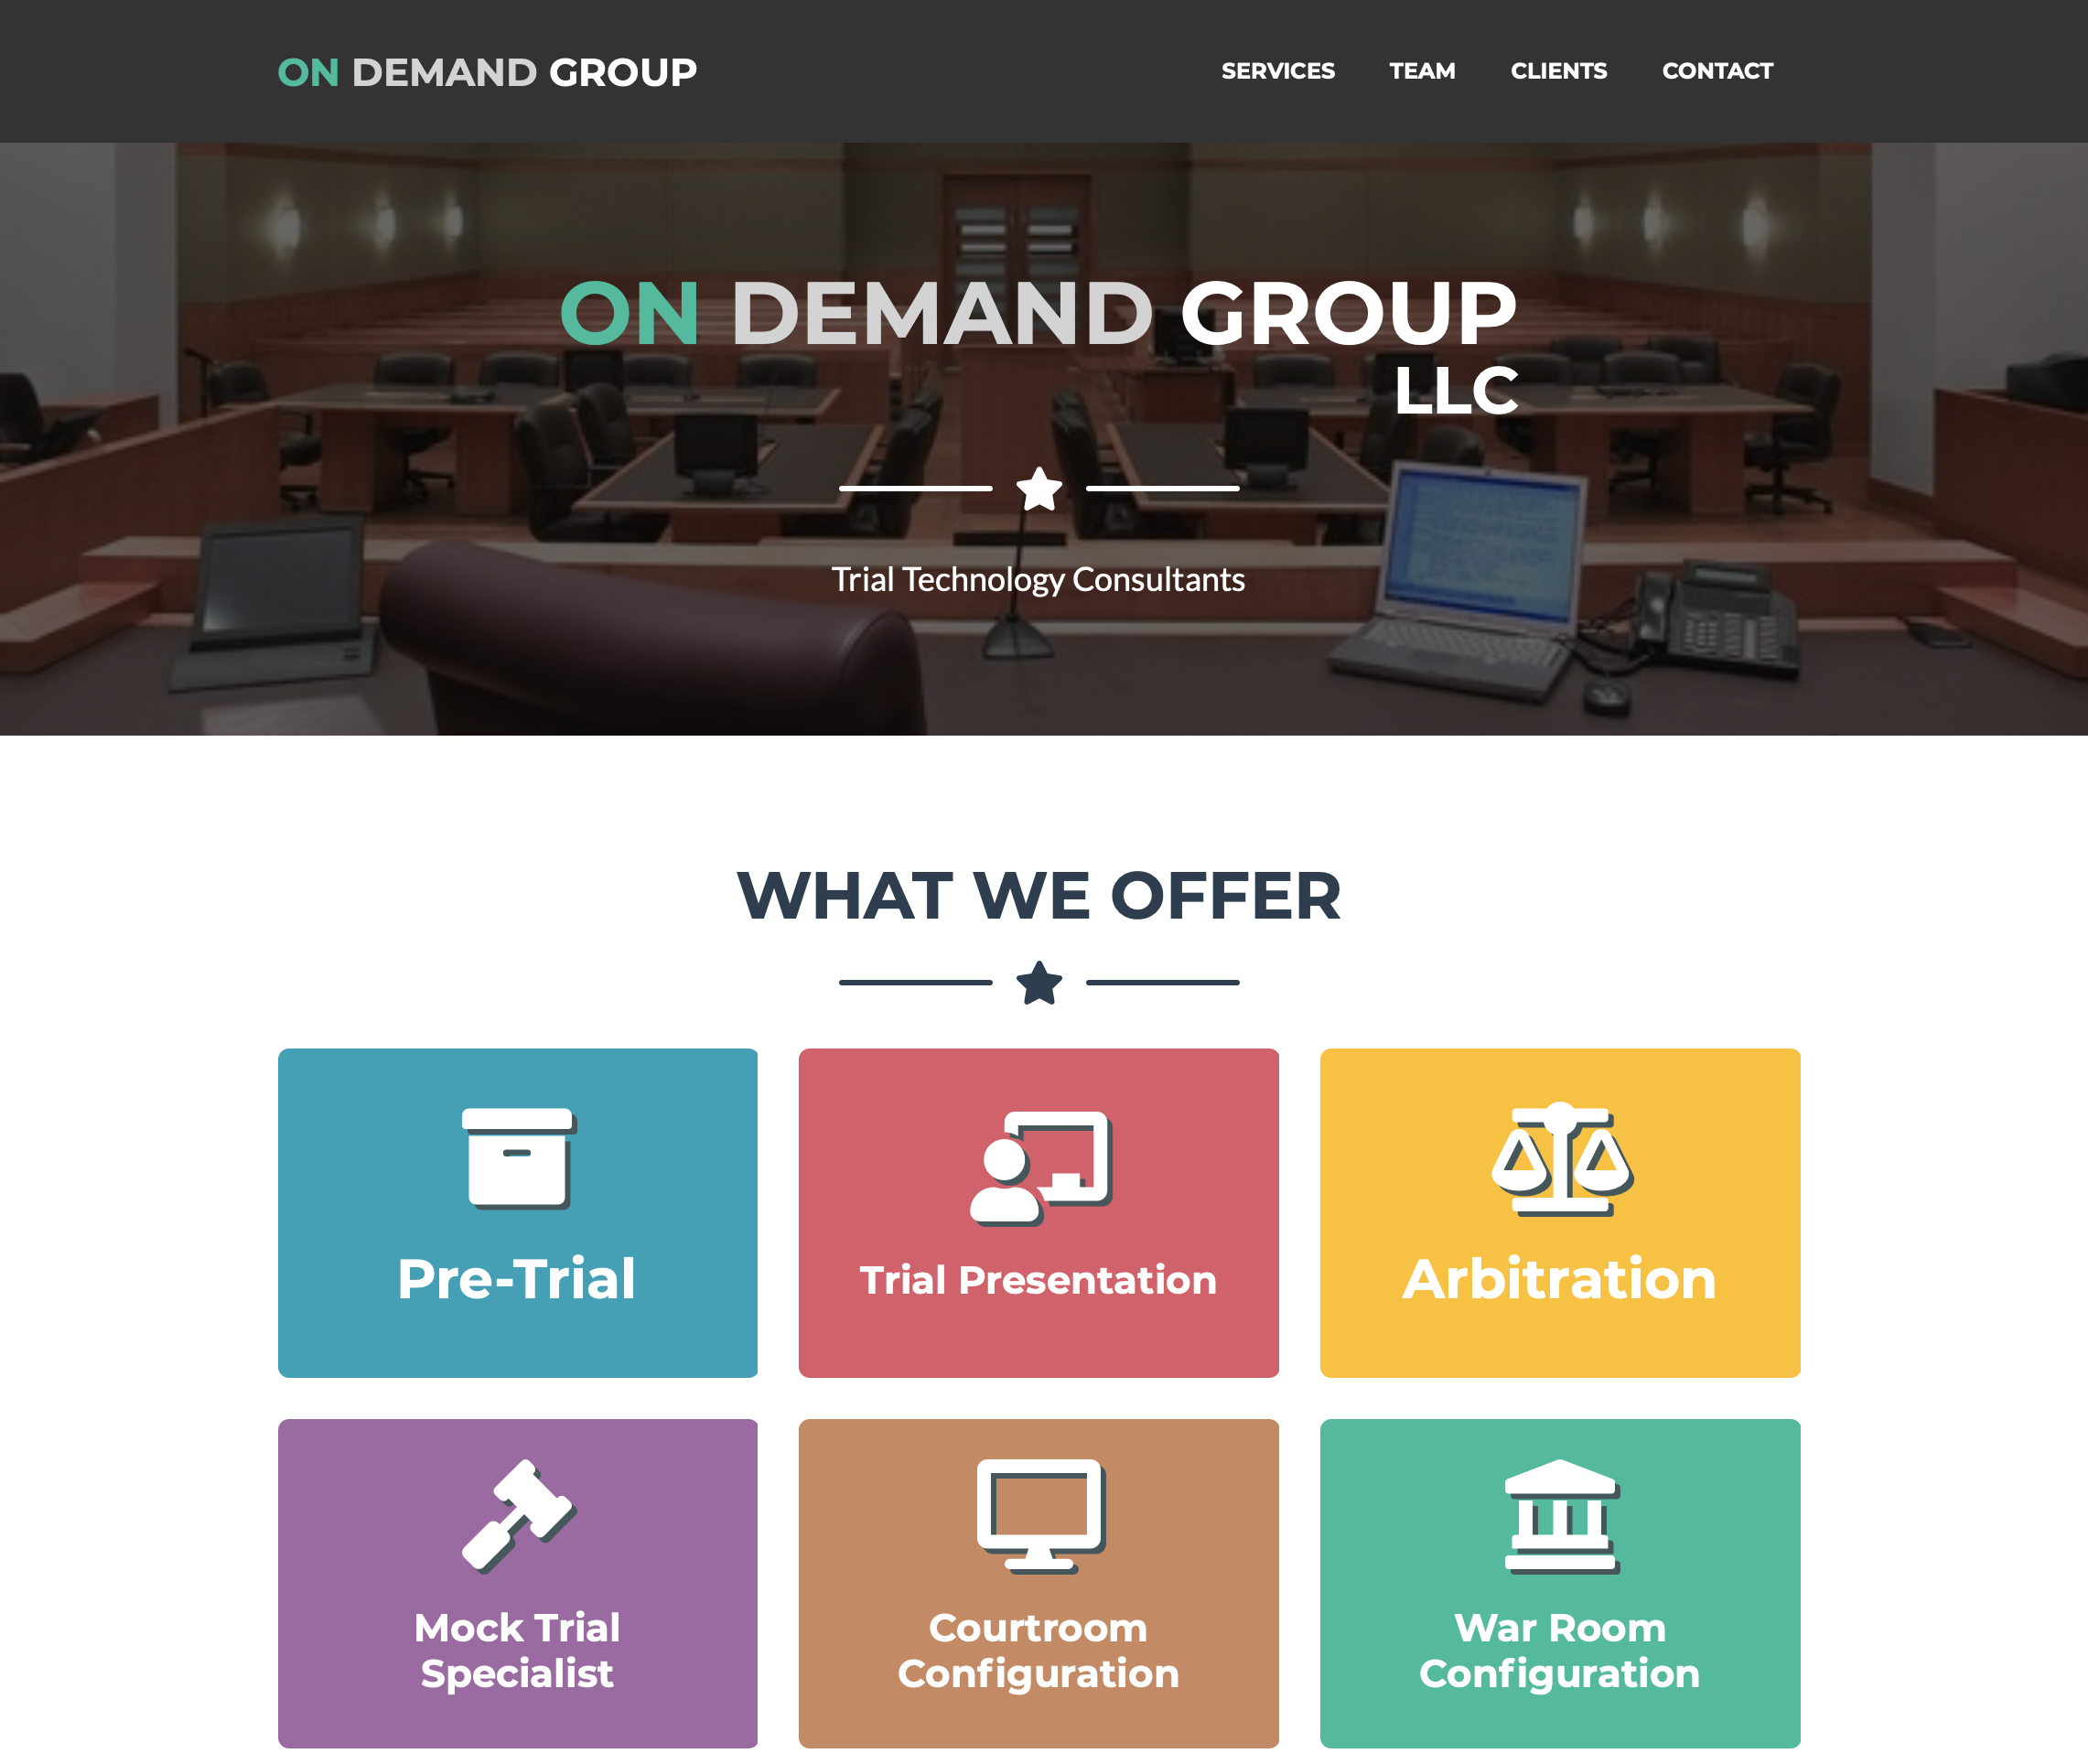 ON DEMAND GROUP
SERVICES TEAM CLIENTS CONTACT
ON DEMAND GROUP
LLC
Trial Technology Consultants
WHAT WE OFFER
Pre-Trial
Trial Presentation
Arbitration
Mock Trial
Specialist
Courtroom
Configuration
War Room
Configuration